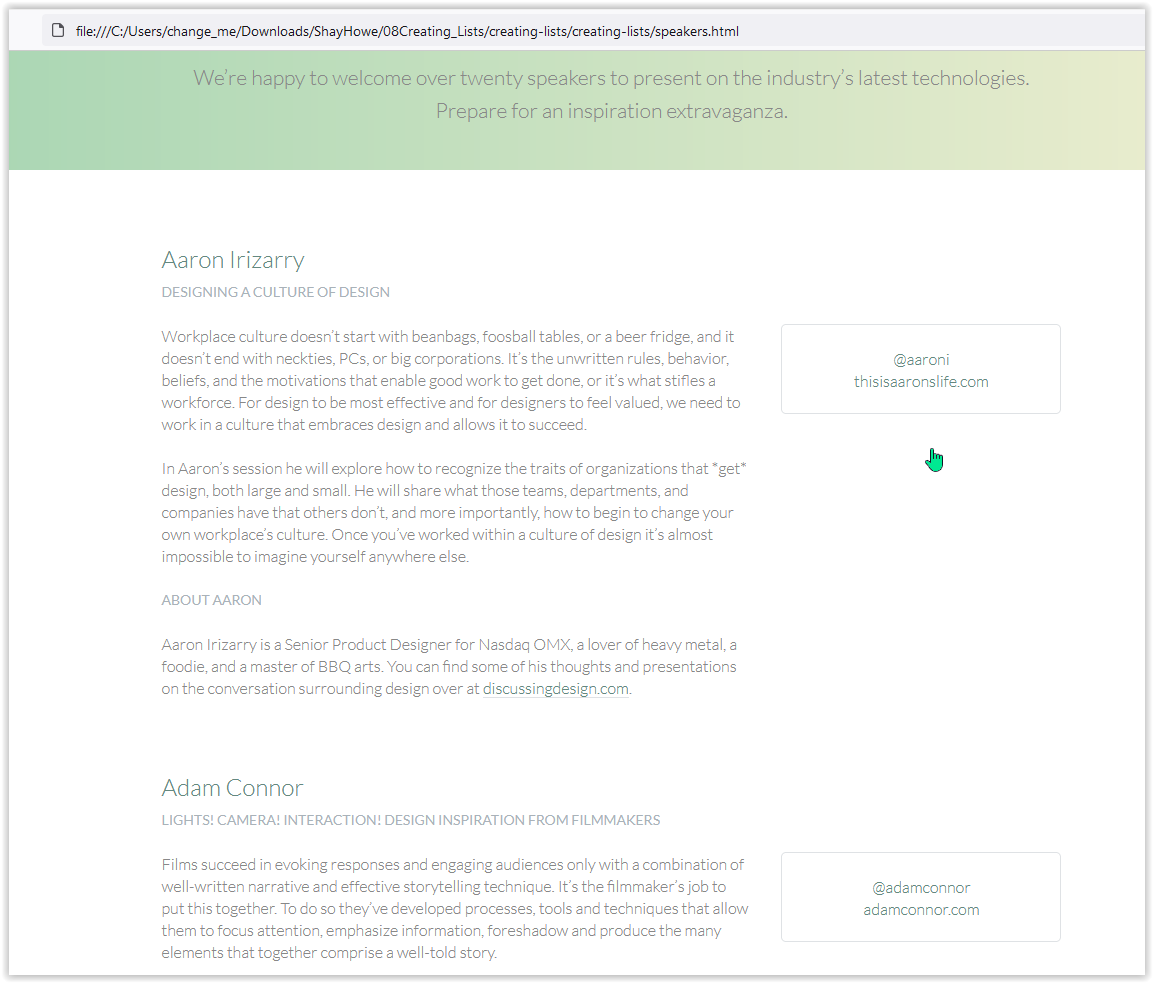 file:///C:/Users/change_me/Downloads/ShayHowe/08Creating_Lists/creating-lists/creating-lists/speakers.html
We’re happy to welcome over twenty speakers to present on the industry’s latest technologies.
Prepare for an inspiration extravaganza.
Aaron Irizarry
DESIGNING A CULTURE OF DESIGN
Workplace culture doesn’t start with beanbags, foosball tables, or a beer fridge, and it
doesn’t end with neckties, PCs, or big corporations. It’s the unwritten rules, behavior,
beliefs, and the motivations that enable good work to get done, or it’s what stifles a
workforce. For design to be most effective and for designers to feel valued, we need to
work in a culture that embraces design and allows it to succeed.
In Aaron’s session he will explore how to recognize the traits of organizations that *get*
design, both large and small. He will share what those teams, departments, and
companies have that others don’t, and more importantly, how to begin to change your
own workplace’s culture. Once you’ve worked within a culture of design it’s almost
impossible to imagine yourself anywhere else.
ABOUT AARON
Aaron Irizarry is a Senior Product Designer for Nasdaq OMX, a lover of heavy metal, a
foodie, and a master of BBQ arts. You can find some of his thoughts and presentations
on the conversation surrounding design over at discussingdesign.com.
@aaroni
thisisaaronslife.com
Adam Connor
LIGHTS! CAMERA! INTERACTION! DESIGN INSPIRATION FROM FILMMAKERS
Films succeed in evoking responses and engaging audiences only with a combination of
well-written narrative and effective storytelling technique. It’s the filmmaker’s job to
put this together. To do so they’ve developed processes, tools and techniques that allow
them to focus attention, emphasize information, foreshadow and produce the many
elements that together comprise a well-told story.
@adamconnor
adamconnor.com